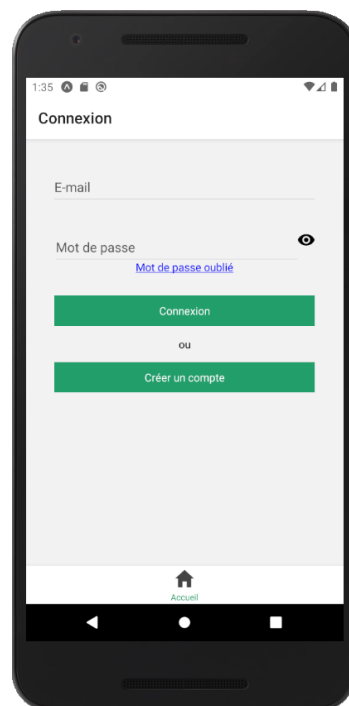 1:35
Connexion
E-mail
Mot de passe
Mot de passe oublié
Connexion
ou
Créer un compte
Accueil